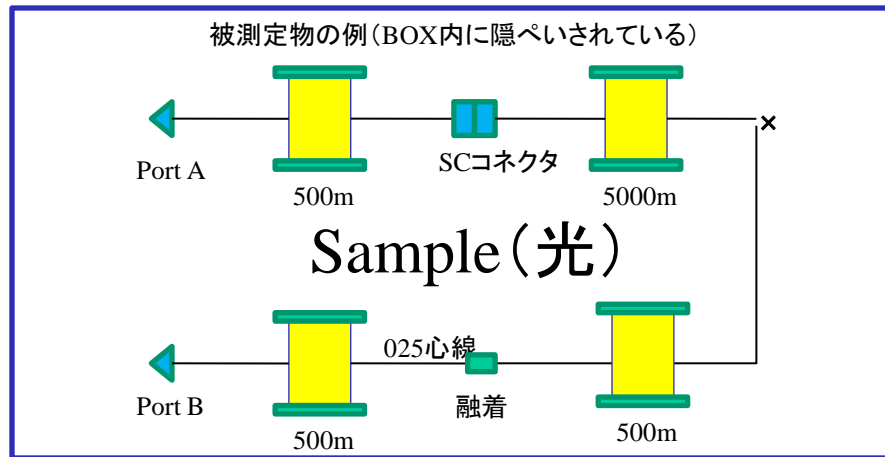 被測定物の例（BOX内に隠ぺいされている）
×
Port A
SCコネクタ
500m
5000m
Sample（光）
025心線
Port B
融着
500m
500m